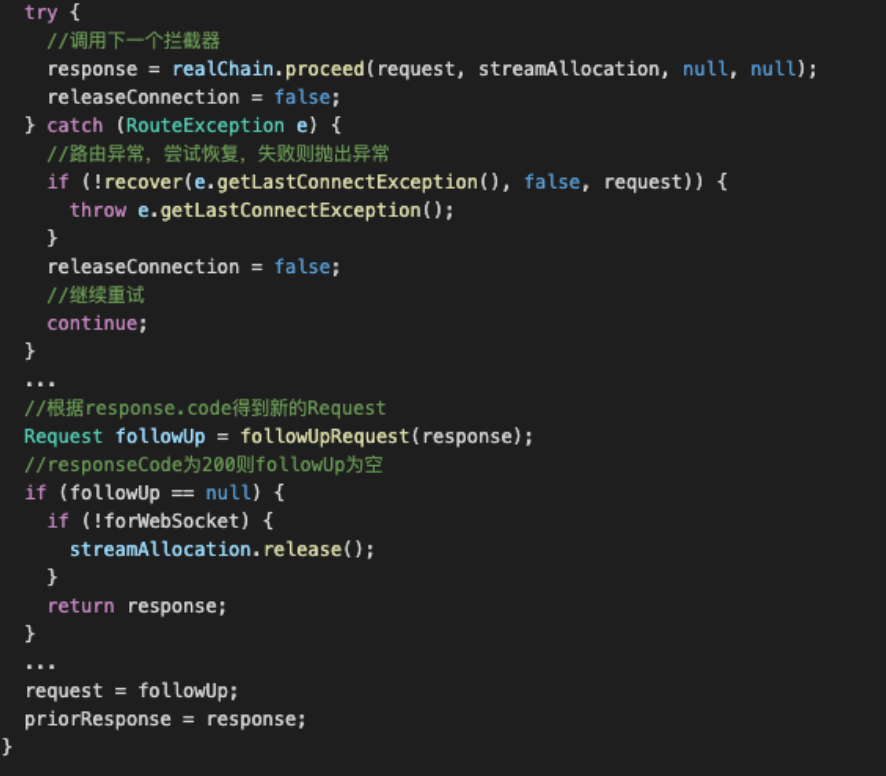 try {
//调用下一个拦截器
response = realChain.proceed(request, streamAllocation, null, null);
releaseConnection = false;
} catch (RouteException e) {
//路由异常，尝试恢复，失败则抛出异常
if (!recover(e.getLastConnectException(), false, request)) {
throw e.getLastConnectException();
}
releaseConnection = false;
//继续重试
continue;
}
...
//根据response.code得到新的Request
Request followUp = followUpRequest(response);
//responseCode为200则followUp为空
if (followUp == null) {
if (!forWebSocket) {
streamAllocation.release();
}
return response;
}
...
request = followUp;
priorResponse = response;
}